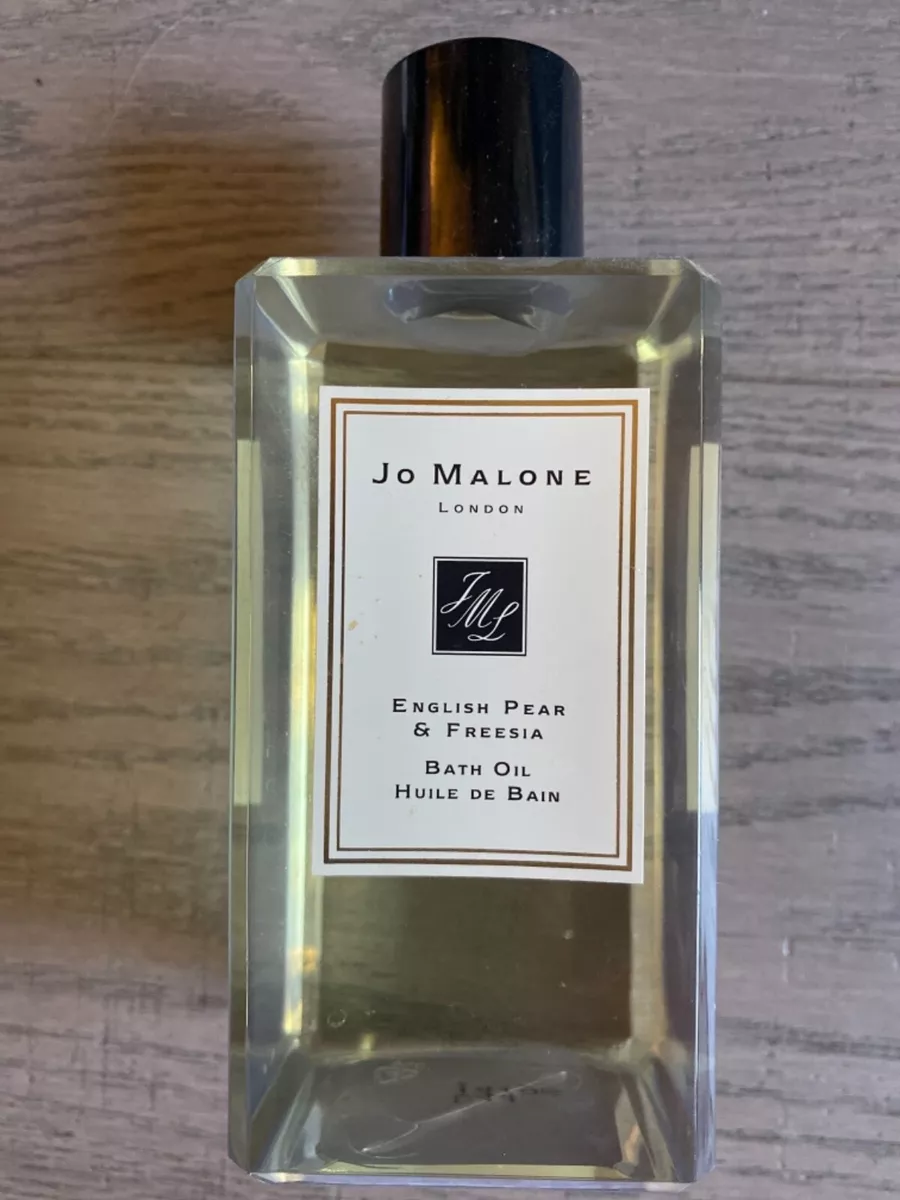 Jo Malone
London
JML
English Pear
& Freesia
Bath Oil
Huile de Bain